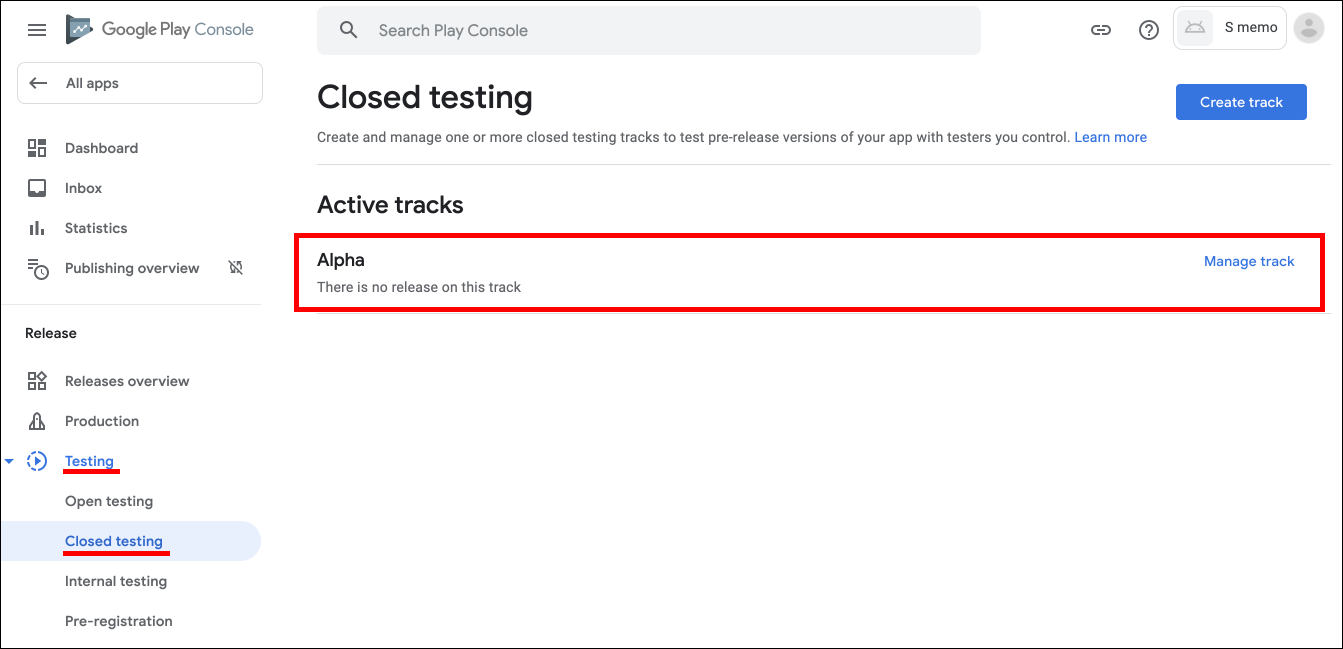 Google Play Console
Search Play Console
S memo
All apps
Dashboard
Inbox
Statistics
Publishing overview
Release
Releases overview
Production
Testing
Open testing
Closed testing
Internal testing
Pre-registration
Closed testing
Create track
Create and manage one or more closed testing tracks to test pre-release versions of your app with testers you control. Learn more
Active tracks
Alpha
Manage track
There is no release on this track